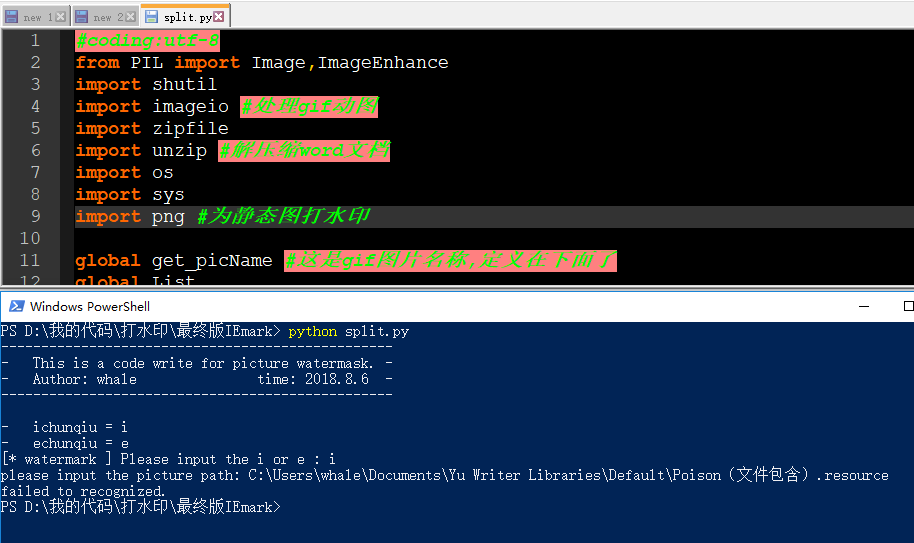 new 1
new 2
split.py
1 #coding:utf-8
2 from PIL import Image,ImageEnhance
3 import shutil
4 import imageio #处理gif动图
5 import zipfile
6 import unzip #解压缩word文档
7 import os
8 import sys
9 import png #为静态图打水印
10
11 global get_picName #这是gif图片名称,定义在下面了
12 global List
Windows PowerShell
PS D:\我的代码\打水印\最终版IEmark> python split.py
-----------------------------------------------
-   This is a code write for picture watermask. -
-   Author: whale               time: 2018.8.6  -
-----------------------------------------------
-   ichunqiu = i
-   echunqiu = e
[* watermark ] Please input the i or e : i
please input the picture path: C:\Users\whale\Documents\Yu Writer Libraries\Default\Poison（文件包含）.resource
failed to recognized.
PS D:\我的代码\打水印\最终版IEmark>